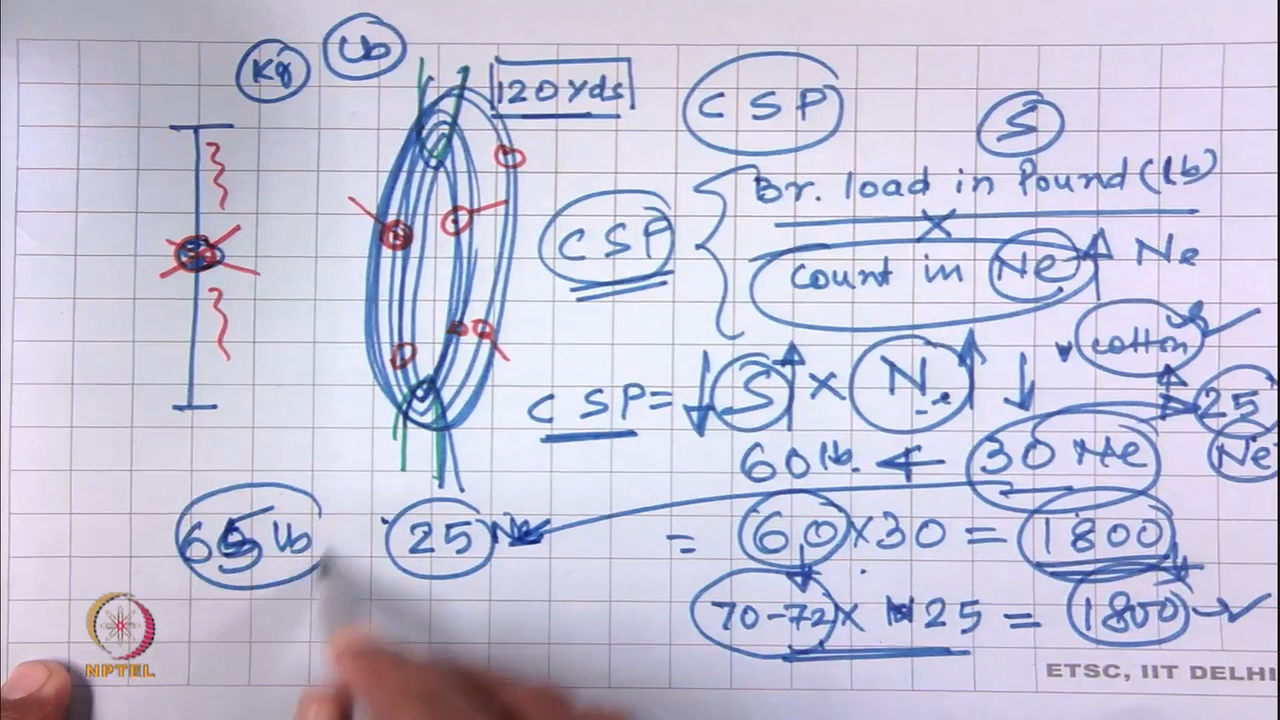 Kg Lb
120 yds
CSP
S
CSP
Br. load in Pound (lb)
×
Count in Ne
Ne
cotton
CSP = S × Ne
25 Ne
60 lb. ← 30 Ne
65 Lb
25 Ne
= 60 × 30 = 1800
70-72 × 25 = 1800
NPTEL
ETSC, IIT DELHI